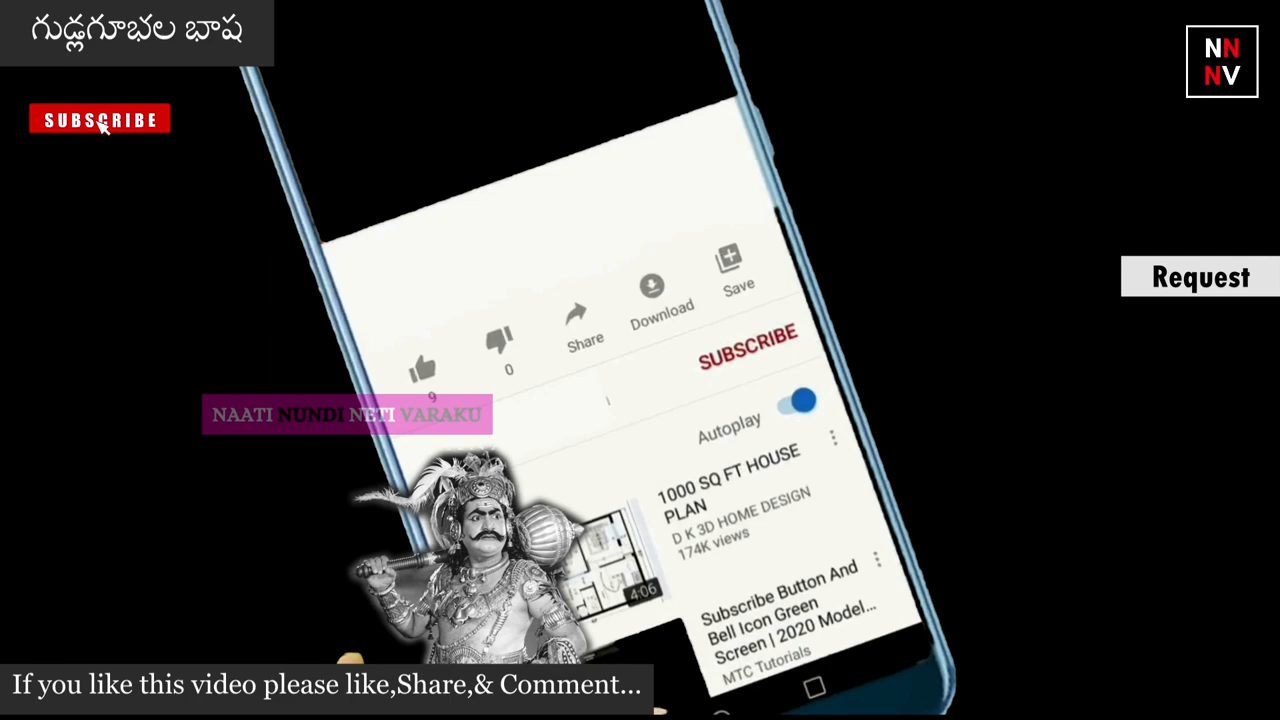 గుడ్లగూభల భాష
NN
NV
SUBSCRIBE
Request
Save
Download
Share
0
9
SUBSCRIBE
NAATI NUNDI NETI VARAKU
Autoplay
1000 SQ FT HOUSE
PLAN
D K 3D HOME DESIGN
174K views
4:06
Subscribe Button And
Bell Icon Green
Screen | 2020 Model...
MTC Tutorials
If you like this video please like,Share,& Comment...